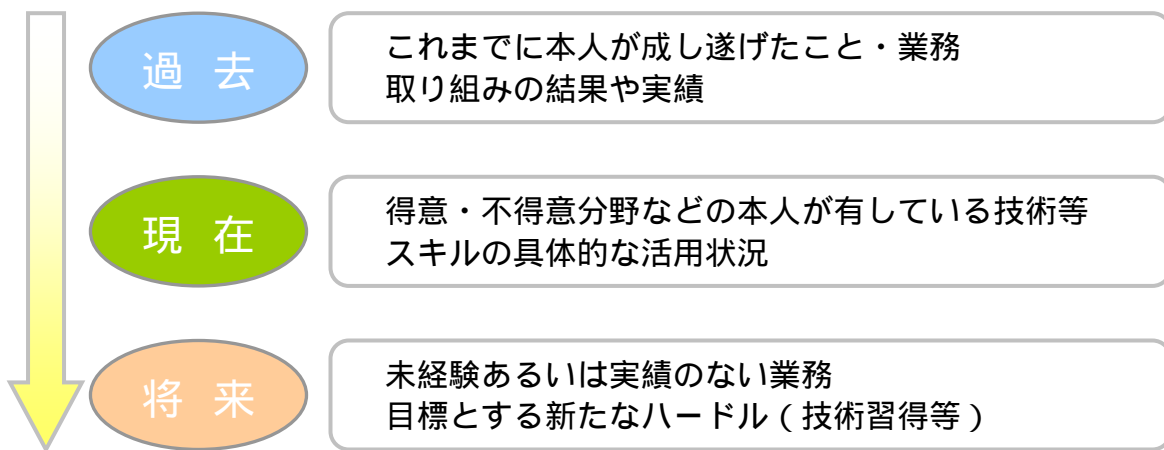 過 去
これまでに本人が成し遂げたこと・業務
取り組みの結果や実績
現 在
得意・不得意分野などの本人が有している技術等
スキルの具体的な活用状況
将 来
未経験あるいは実績のない業務
目標とする新たなハードル（技術習得等）